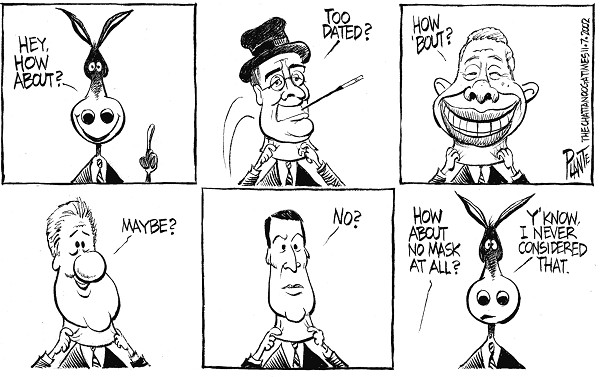 HEY,
HOW
ABOUT?
TOO
DATED?
HOW
'BOUT?
THE CHATTANOOGA TIMES 11·7·2002
PLANTE
MAYBE?
NO?
HOW
ABOUT
NO MASK
AT ALL?
Y'KNOW,
I NEVER
CONSIDERED
THAT.